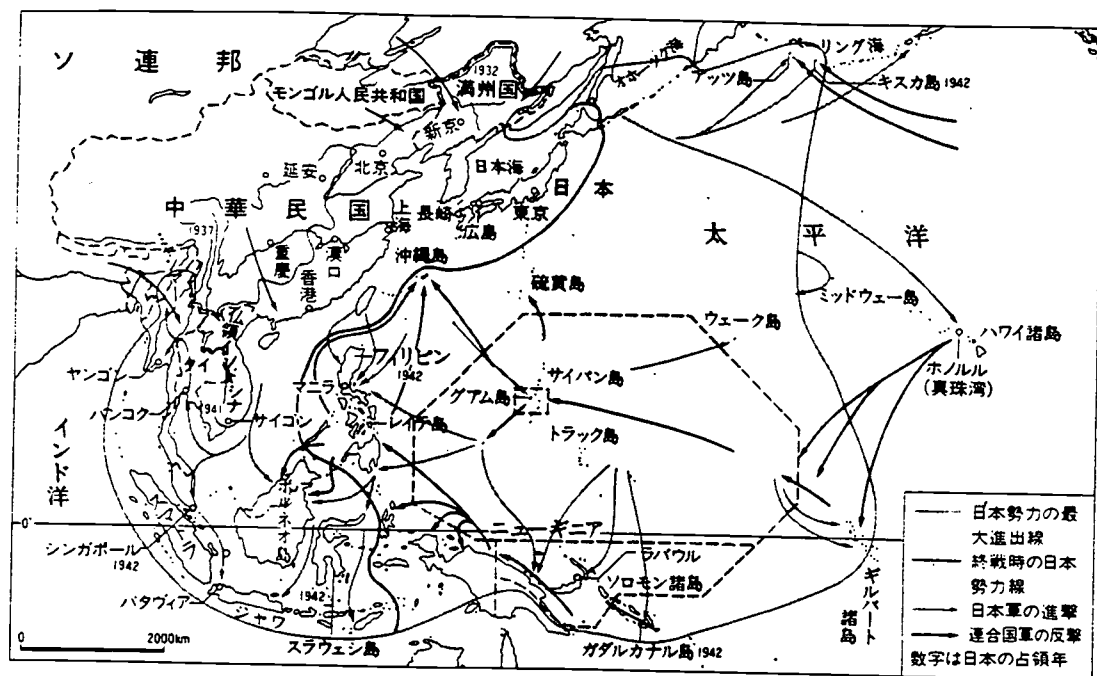 ソ連邦
1932
モンゴル人民共和国
満州国
新京
オホーツク海
アッツ島
リング海
キスカ島 1942
延安
北京
日本海
日本
中華民国
上海
長崎
広島
東京
1937
重慶
漢口
香港
沖縄島
太平洋
硫黄島
ミッドウェー島
ウェーク島
ハワイ諸島
ホノルル
(真珠湾)
ヤンゴン
タイ
バンコク
1941
サイゴン
フィリピン
1942
マニラ
レイテ島
サイパン島
グアム島
トラック島
インド洋
ボルネオ島
0°
シンガポール
1942
バタヴィア
ジャワ
1942
スラウェシ島
ニューギニア
ラバウル
ソロモン諸島
ガダルカナル島 1942
ギルバート諸島
0 2000km
日本勢力の最
大進出線
終戦時の日本
勢力線
日本軍の進撃
連合国軍の反撃
数字は日本の占領年